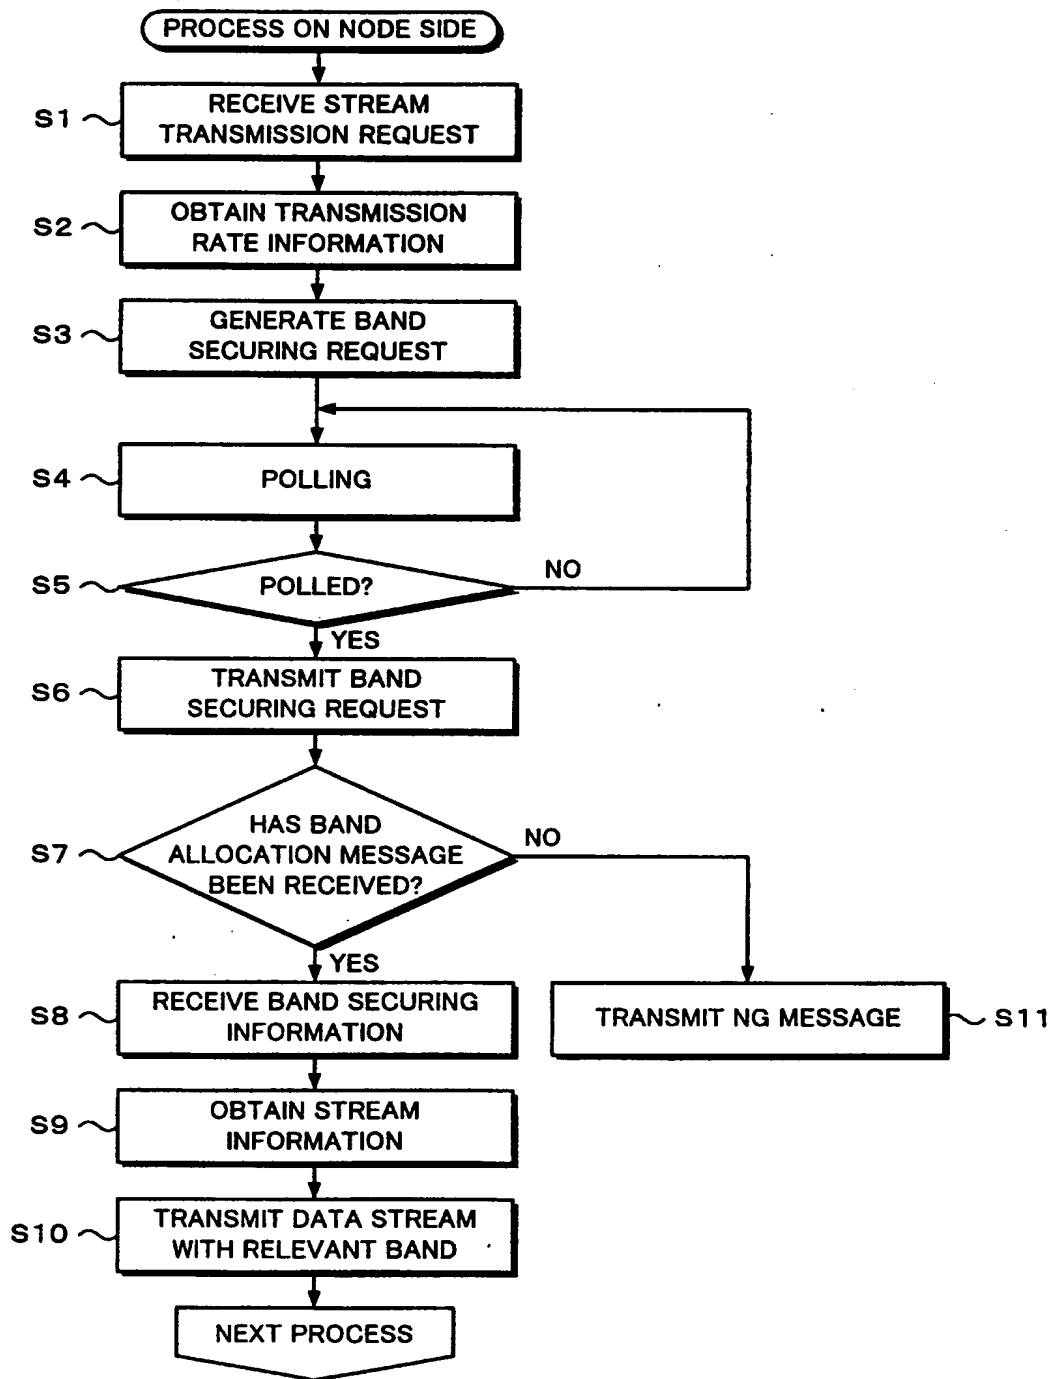 PROCESS ON NODE SIDE
S1
RECEIVE STREAM
TRANSMISSION REQUEST
S2
OBTAIN TRANSMISSION
RATE INFORMATION
S3
GENERATE BAND
SECURING REQUEST
S4
POLLING
S5
POLLED?
NO
YES
S6
TRANSMIT BAND
SECURING REQUEST
S7
HAS BAND
ALLOCATION MESSAGE
BEEN RECEIVED?
NO
YES
S8
RECEIVE BAND SECURING
INFORMATION
TRANSMIT NG MESSAGE
S11
S9
OBTAIN STREAM
INFORMATION
S10
TRANSMIT DATA STREAM
WITH RELEVANT BAND
NEXT PROCESS